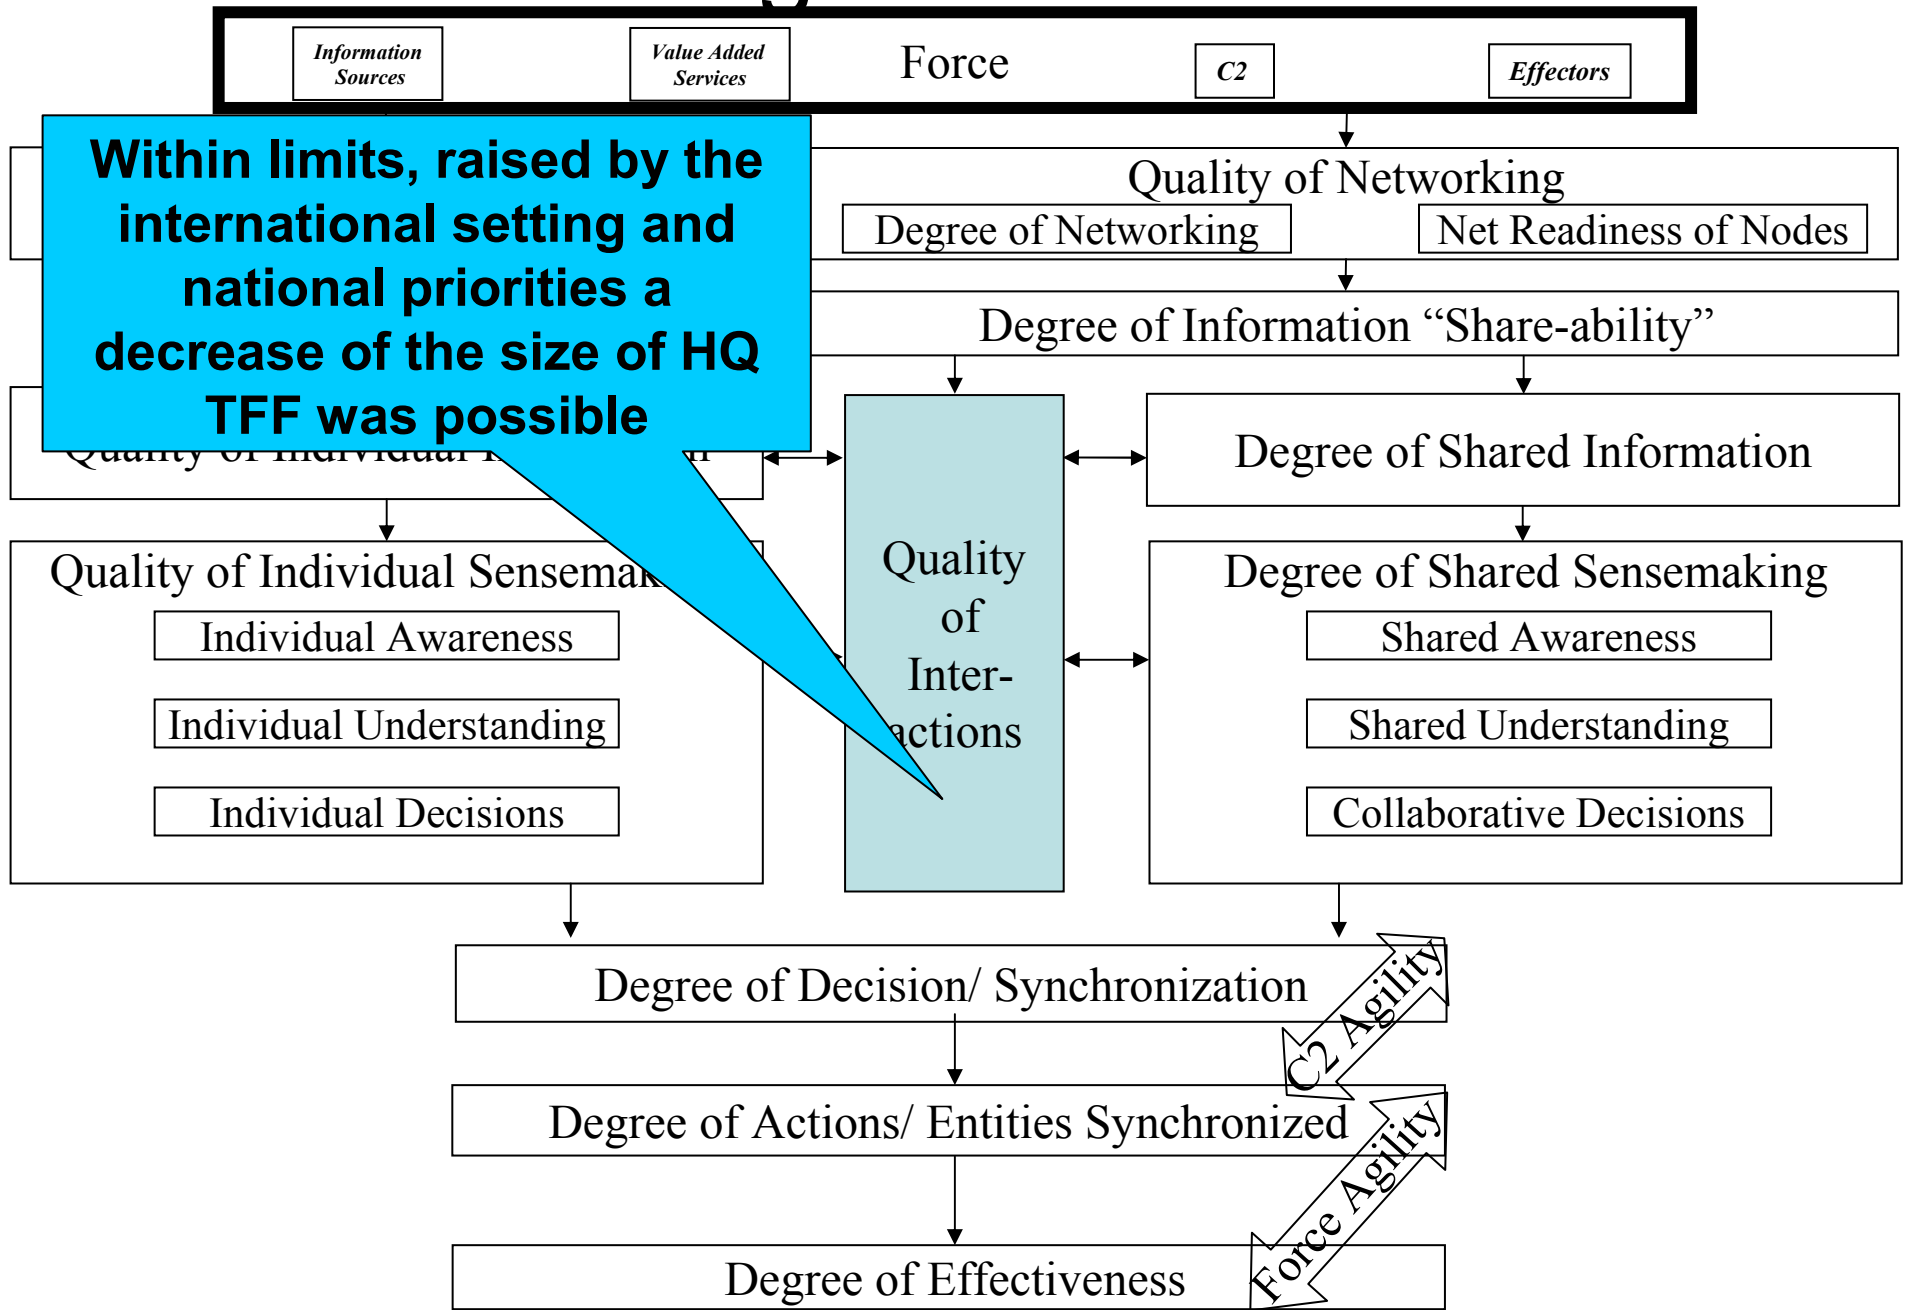 Information
Sources
Value Added
Services
Force
C2
Effectors
Within limits, raised by the
international setting and
national priorities a
decrease of the size of HQ
TFF was possible
Quality of Networking
Degree of Networking
Net Readiness of Nodes
Degree of Information “Share-ability”
Quality of Individual
Degree of Shared Information
Quality of Individual
Individual Awareness
Individual Understanding
Individual Decisions
Quality
of
Inter-
actions
Degree of Shared Sensemaking
Shared Awareness
Shared Understanding
Collaborative Decisions
Degree of Decision/ Synchronization
C2 Agility
Degree of Actions/ Entities Synchronized
Force Agility
Degree of Effectiveness